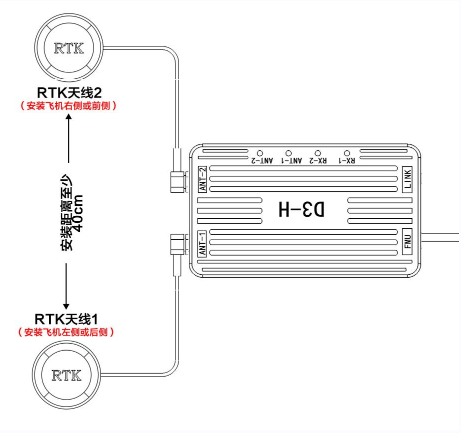 RTK
RTK天线2
（安装飞机右侧或前侧）
安装距离至少
40cm
RTK天线1
（安装飞机左侧或后侧）
RTK
ANT-2 ANT-1 RX-2 RX-1
ANT-2
LINK
D3-H
ANT-1
FMU